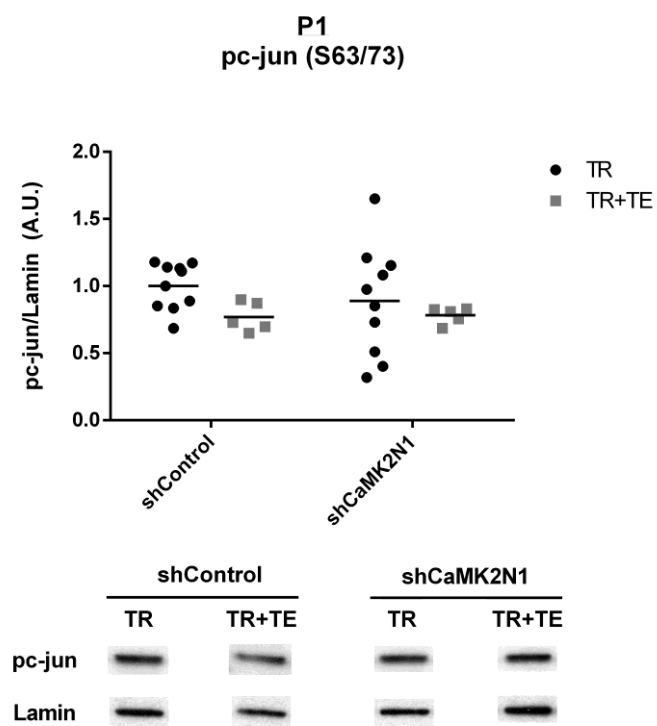 P1
pc-jun (S63/73)
pc-jun/Lamin (A.U.)
2.0
1.5
1.0
0.5
0.0
TR
TR+TE
shControl
shCaMK2N1
shControl shCaMK2N1
TR TR+TE TR TR+TE
pc-jun
Lamin